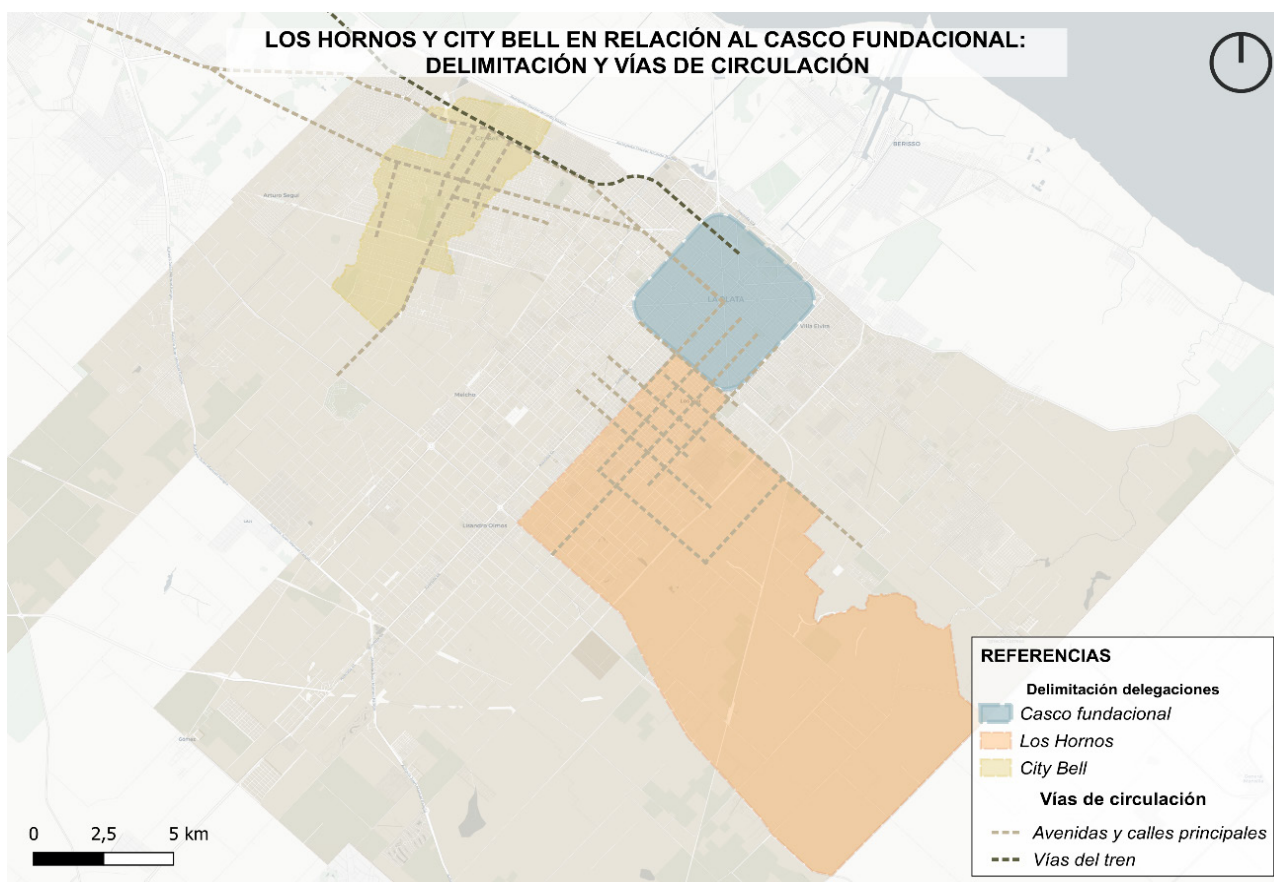 LOS HORNOS Y CITY BELL EN RELACIÓN AL CASCO FUNDACIONAL:
DELIMITACIÓN Y VÍAS DE CIRCULACIÓN
BERISSO
Arturo Seguí
LA PLATA
Villa Elvira
Melchor
Lisandro Olmos
Gómez
REFERENCIAS
Delimitación delegaciones
Casco fundacional
Los Hornos
City Bell
Vías de circulación
Avenidas y calles principales
Vías del tren
0 2,5 5 km